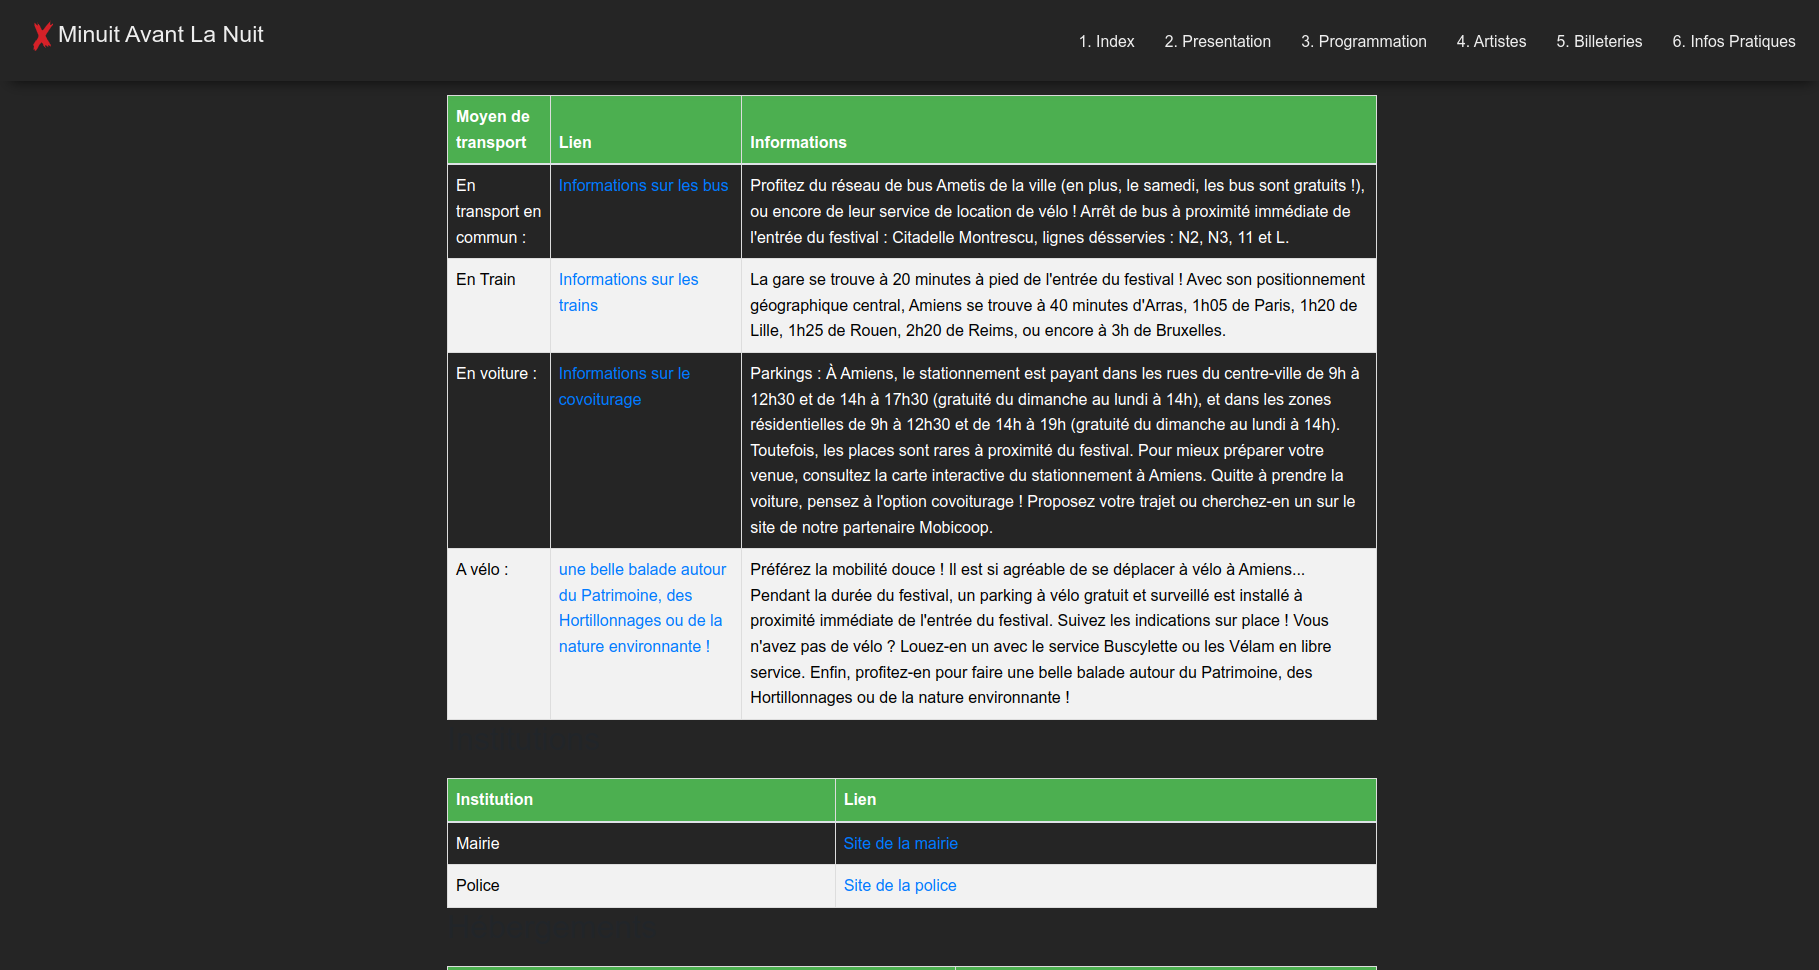 Minuit Avant La Nuit
1. Index 2. Presentation 3. Programmation 4. Artistes 5. Billeteries 6. Infos Pratiques
Moyen de
transport
Lien
Informations
En
transport en
commun :
Informations sur les bus
Profitez du réseau de bus Ametis de la ville (en plus, le samedi, les bus sont gratuits !),
ou encore de leur service de location de vélo ! Arrêt de bus à proximité immédiate de
l'entrée du festival : Citadelle Montrescu, lignes désservies : N2, N3, 11 et L.
En Train
Informations sur les
trains
La gare se trouve à 20 minutes à pied de l'entrée du festival ! Avec son positionnement
géographique central, Amiens se trouve à 40 minutes d'Arras, 1h05 de Paris, 1h20 de
Lille, 1h25 de Rouen, 2h20 de Reims, ou encore à 3h de Bruxelles.
En voiture :
Informations sur le
covoiturage
Parkings : À Amiens, le stationnement est payant dans les rues du centre-ville de 9h à
12h30 et de 14h à 17h30 (gratuité du dimanche au lundi à 14h), et dans les zones
résidentielles de 9h à 12h30 et de 14h à 19h (gratuité du dimanche au lundi à 14h).
Toutefois, les places sont rares à proximité du festival. Pour mieux préparer votre
venue, consultez la carte interactive du stationnement à Amiens. Quitte à prendre la
voiture, pensez à l'option covoiturage ! Proposez votre trajet ou cherchez-en un sur le
site de notre partenaire Mobicoop.
A vélo :
une belle balade autour
du Patrimoine, des
Hortillonnages ou de la
nature environnante !
Préférez la mobilité douce ! Il est si agréable de se déplacer à vélo à Amiens...
Pendant la durée du festival, un parking à vélo gratuit et surveillé est installé à
proximité immédiate de l'entrée du festival. Suivez les indications sur place ! Vous
n'avez pas de vélo ? Louez-en un avec le service Buscylette ou les Vélam en libre
service. Enfin, profitez-en pour faire une belle balade autour du Patrimoine, des
Hortillonnages ou de la nature environnante !
Institution
Lien
Mairie
Site de la mairie
Police
Site de la police